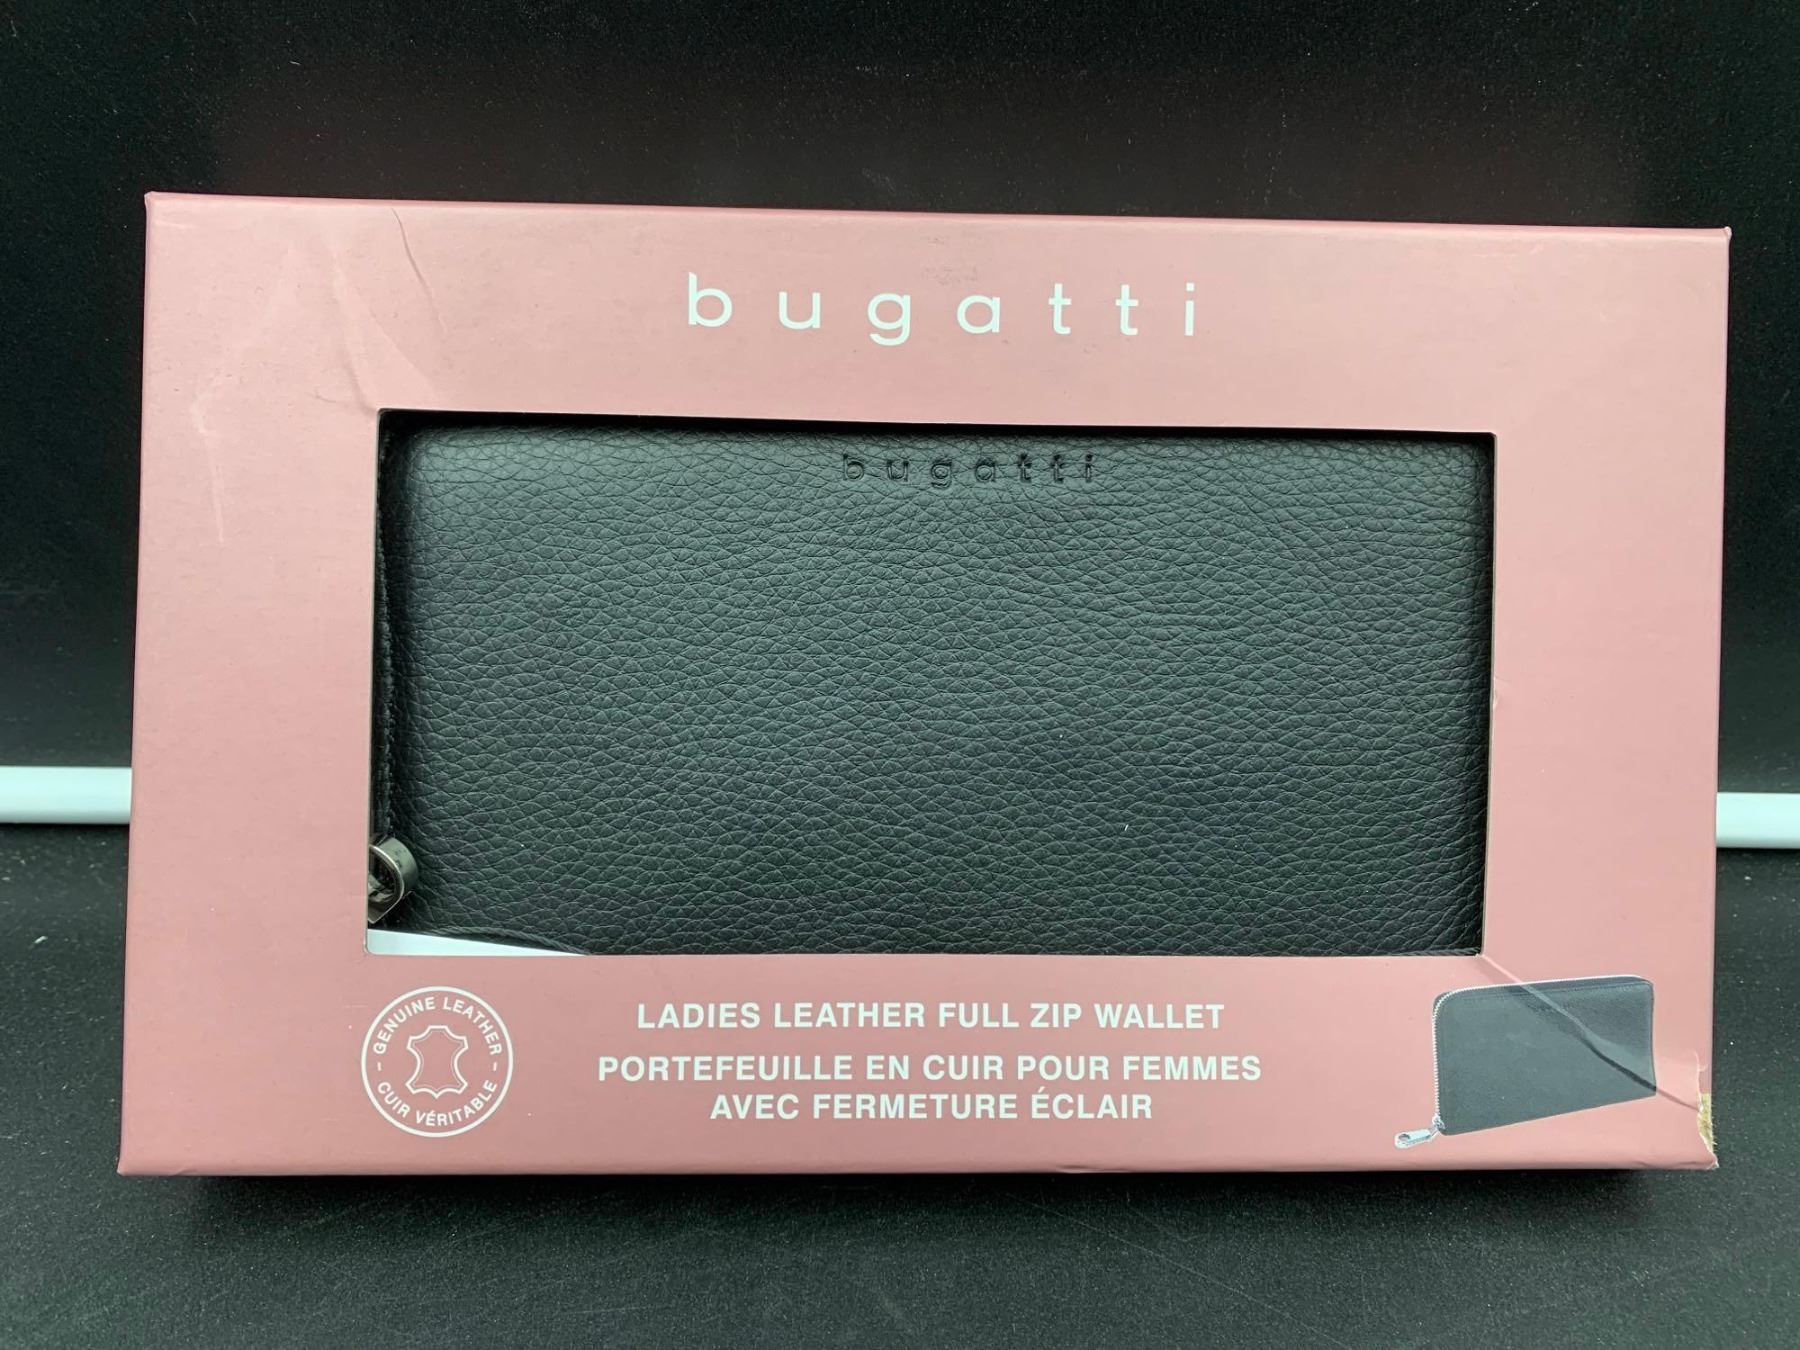 bugatti
bugatti
GENUINE LEATHER
- CUIR VÉRITABLE -
LADIES LEATHER FULL ZIP WALLET
PORTEFEUILLE EN CUIR POUR FEMMES
AVEC FERMETURE ÉCLAIR